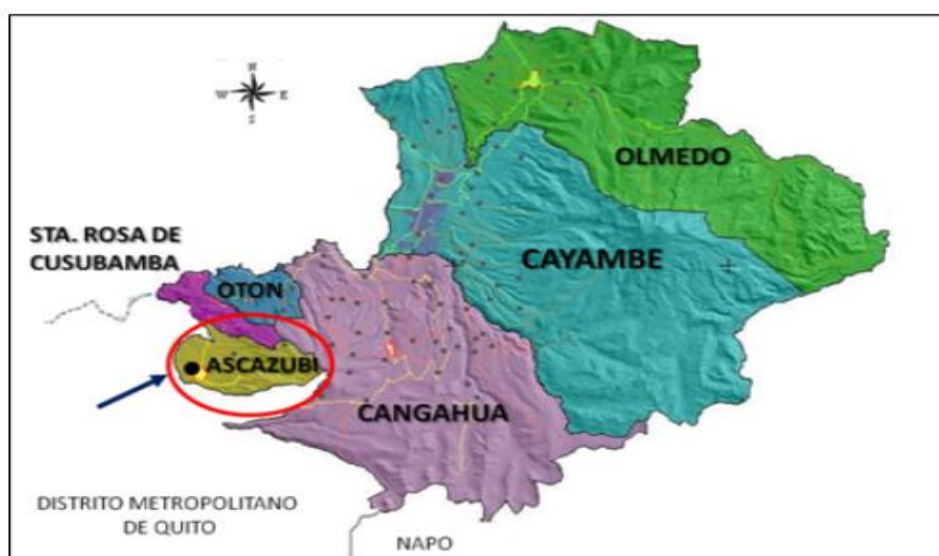 N
W E
S
OLMEDO
STA. ROSA DE
CUSUBAMBA
CAYAMBE
OTON
ASCAZUBI
CANGAHUA
DISTRITO METROPOLITANO
DE QUITO
NAPO